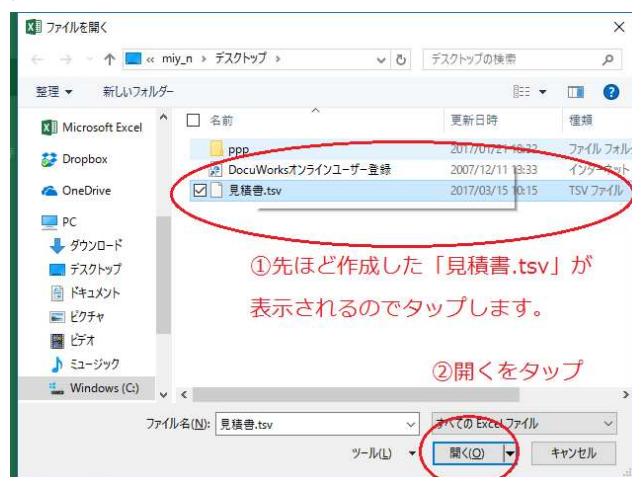 ファイルを開く
« miy_n › デスクトップ ›
デスクトップの検索
整理
新しいフォルダー
Microsoft Excel
Dropbox
OneDrive
PC
ダウンロード
デスクトップ
ドキュメント
ピクチャ
ビデオ
ミュージック
Windows (C:)
名前 更新日時 種類
ppp 2017/01/21 18:32 ファイル フォル
DocuWorksオンラインユーザー登録 2007/12/11 13:33 インターネット
見積書.tsv 2017/03/15 10:15 TSV ファイル
①先ほど作成した「見積書.tsv」が
表示されるのでタップします。
②開くをタップ
ファイル名(N): 見積書.tsv すべての Excel ファイル
ツール(L) 開く(O) キャンセル